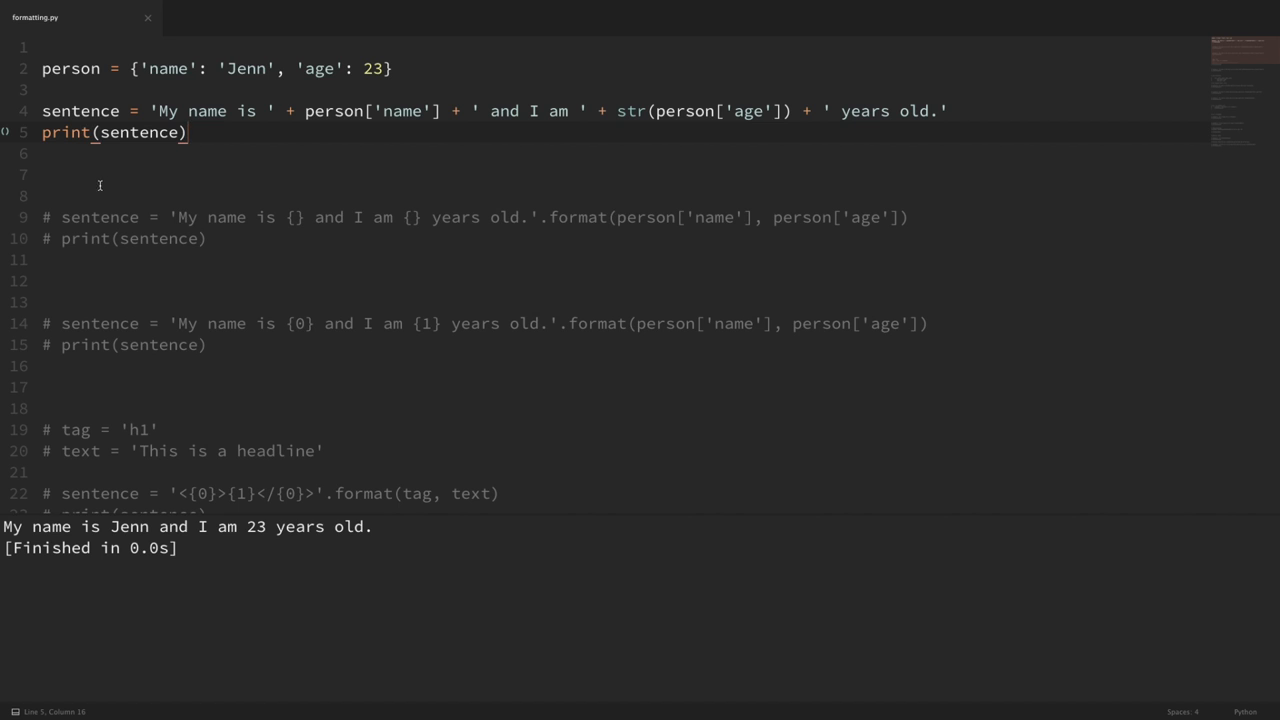 formatting.py ×
1
2 person = {'name': 'Jenn', 'age': 23}
3
4 sentence = 'My name is ' + person['name'] + ' and I am ' + str(person['age']) + ' years old.'
() 5 print(sentence)
6
7
8
9 # sentence = 'My name is {} and I am {} years old.'.format(person['name'], person['age'])
10 # print(sentence)
11
12
13
14 # sentence = 'My name is {0} and I am {1} years old.'.format(person['name'], person['age'])
15 # print(sentence)
16
17
18
19 # tag = 'h1'
20 # text = 'This is a headline'
21
22 # sentence = '<{0}>{1}</{0}>'.format(tag, text)
23 # print(sentence)
My name is Jenn and I am 23 years old.
[Finished in 0.0s]
Line 5, Column 16 Spaces: 4 Python